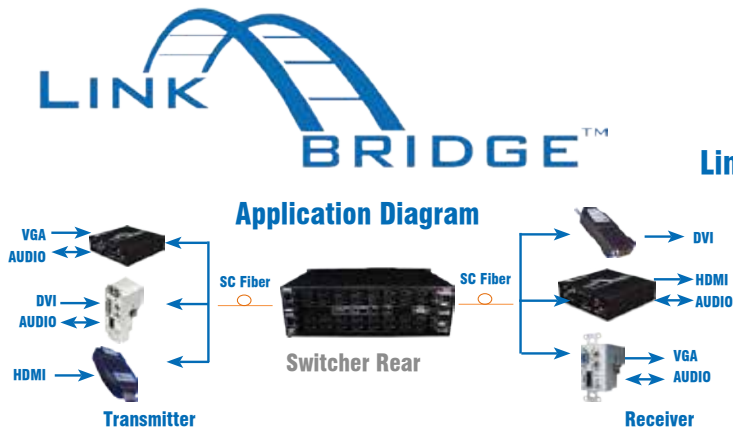 LINK
BRIDGE™
Lin
Application Diagram
VGA
AUDIO
DVI
AUDIO
HDMI
Transmitter
SC Fiber
Switcher Rear
SC Fiber
DVI
HDMI
AUDIO
VGA
AUDIO
Receiver